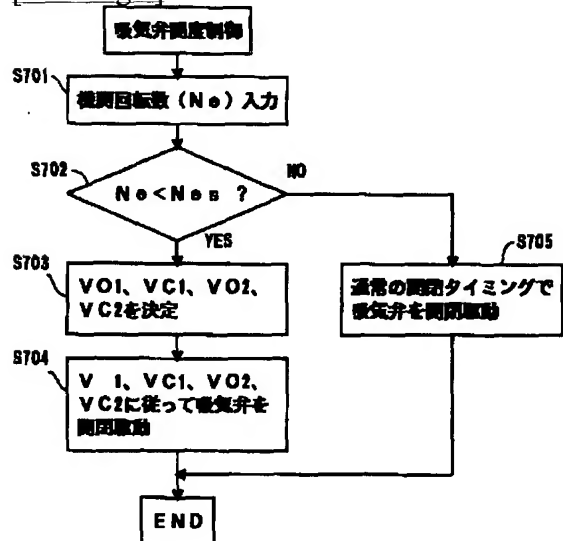 吸気弁開度制御
S701
機関回転数(Ne)入力
S702
Ne<Nes ?
NO
YES
S703
VO1、VC1、VO2、
VC2を決定
S705
通常の開閉タイミングで
吸気弁を開閉駆動
S704
V 1、VC1、VO2、
VC2に従って吸気弁を
開閉駆動
END